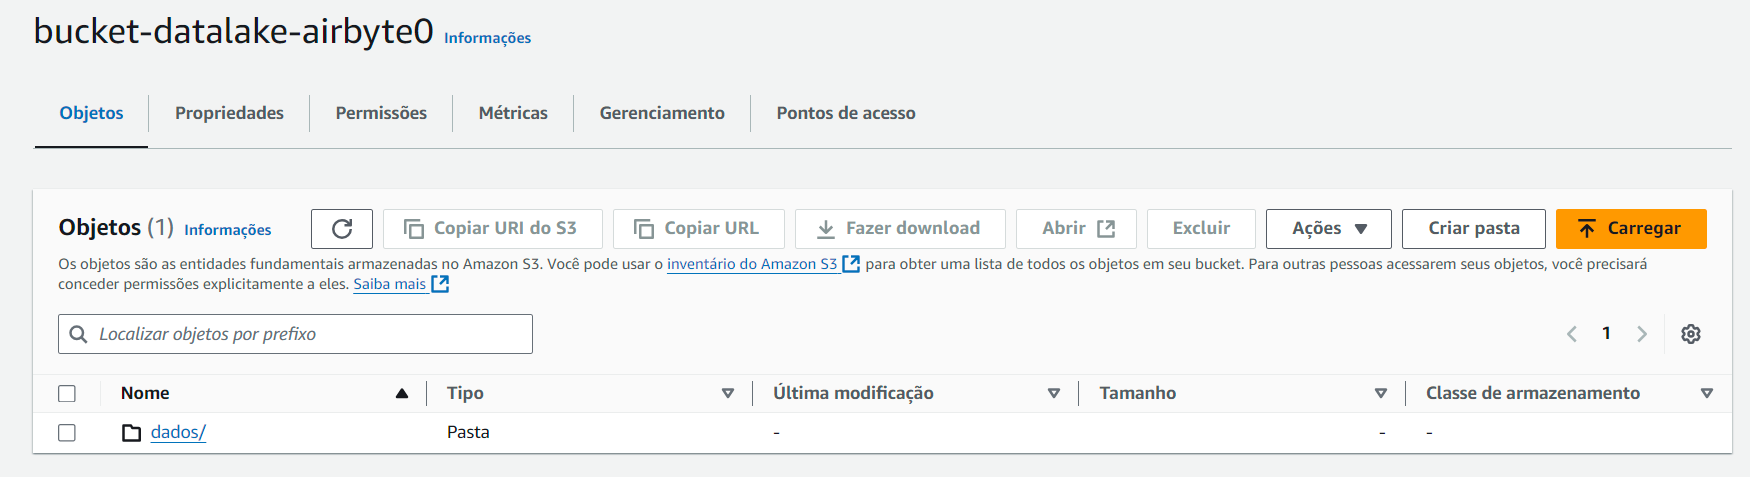 bucket-datalake-airbyte0 Informações
Objetos Propriedades Permissões Métricas Gerenciamento Pontos de acesso
Objetos (1) Informações Copiar URI do S3 Copiar URL Fazer download Abrir Excluir Ações Criar pasta Carregar
Os objetos são as entidades fundamentais armazenadas no Amazon S3. Você pode usar o inventário do Amazon S3 para obter uma lista de todos os objetos em seu bucket. Para outras pessoas acessarem seus objetos, você precisará
conceder permissões explicitamente a eles. Saiba mais
Localizar objetos por prefixo 1
Nome Tipo Última modificação Tamanho Classe de armazenamento
dados/ Pasta - - -